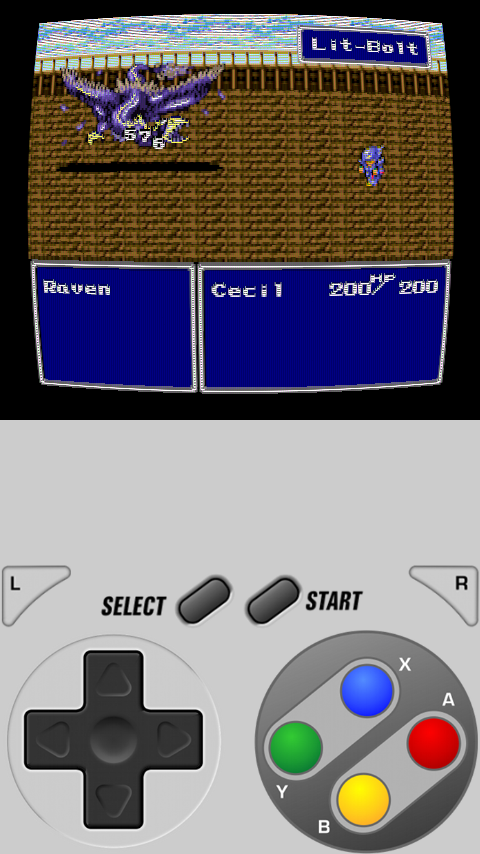 Lit-Bolt
576
Raven
Cecil 200/HP 200
L
R
SELECT
START
X
A
Y
B